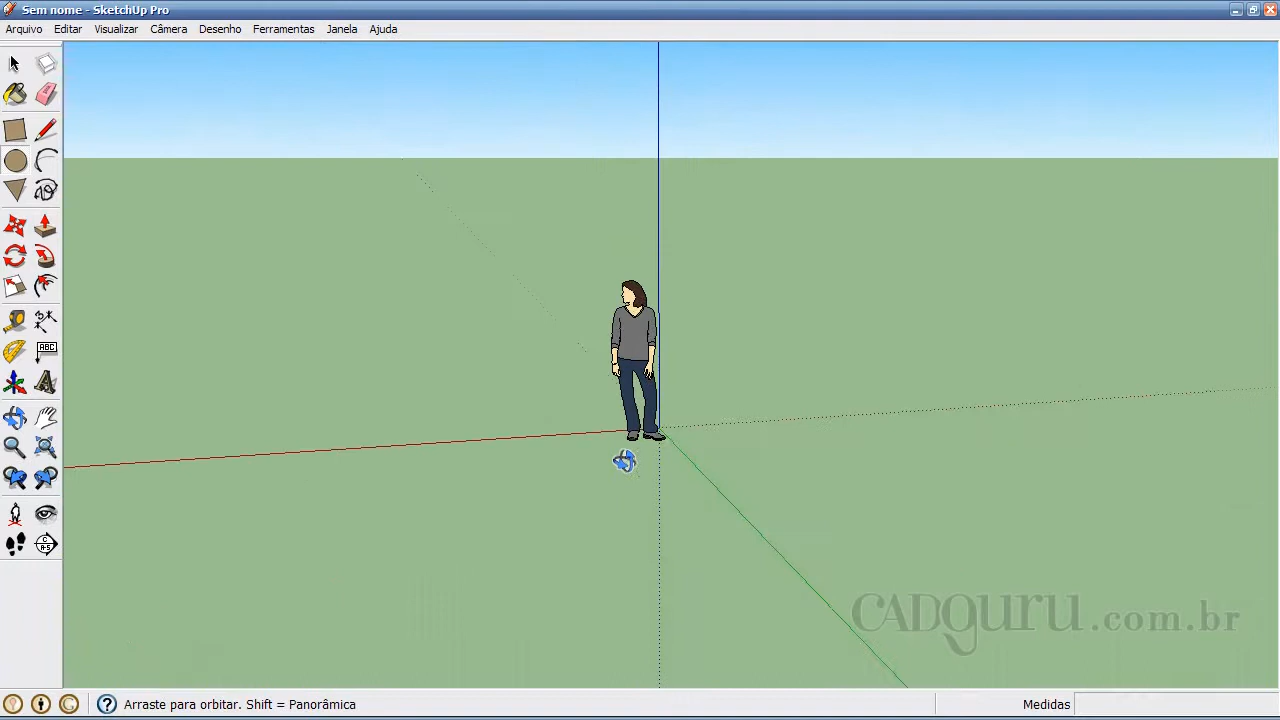 Sem nome - SketchUp Pro
Arquivo Editar Visualizar Câmera Desenho Ferramentas Janela Ajuda
ABC
A
C
A-5
CADguru.com.br
G
? Arraste para orbitar. Shift = Panorâmica
Medidas